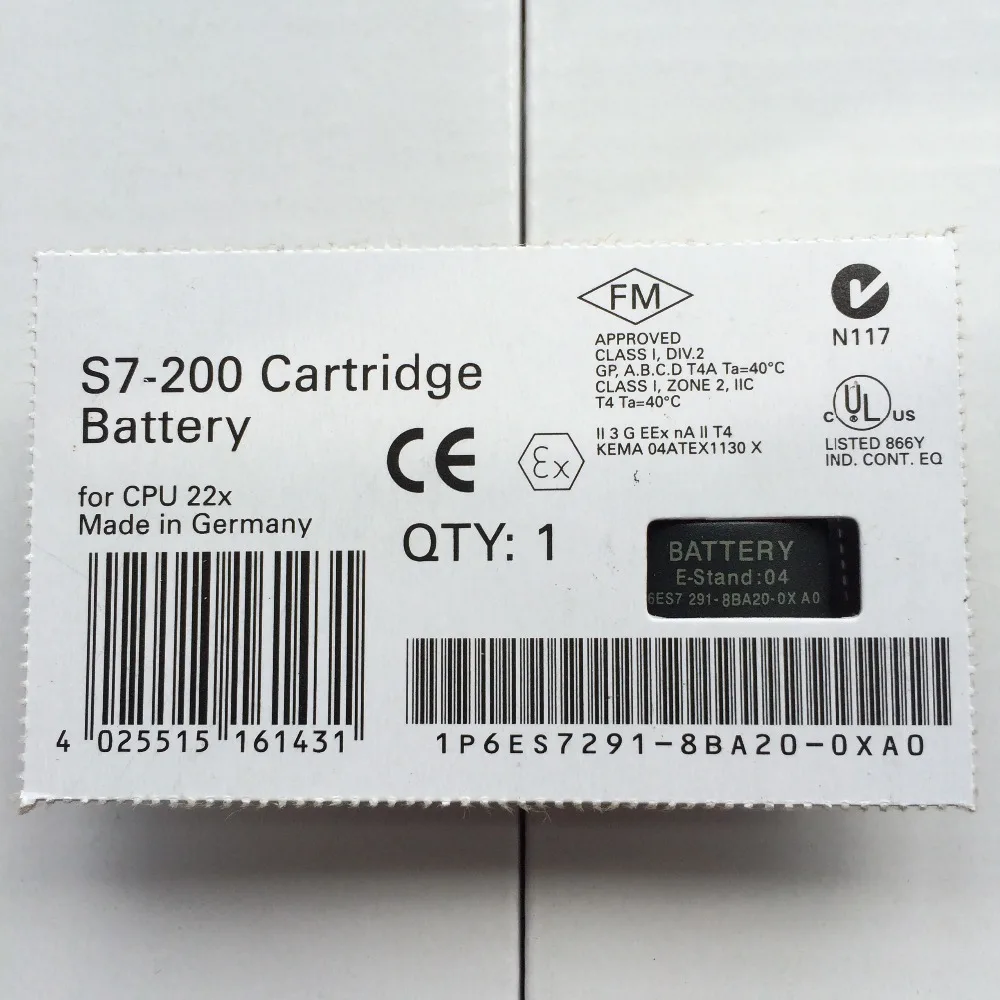 S7-200 Cartridge
Battery
for CPU 22x
Made in Germany
FM
APPROVED
CLASS I, DIV.2
GP, A.B.C.D T4A Ta=40°C
CLASS I, ZONE 2, IIC
T4 Ta=40°C
II 3 G EEx nA II T4
KEMA 04ATEX1130 X
N117
C UL US
LISTED 866Y
IND. CONT. EQ
CE
Ex
QTY: 1
BATTERY
E-Stand:04
6ES7 291-8BA20-0X A0
4 025515 161431
1P6ES7291-8BA20-0XA0